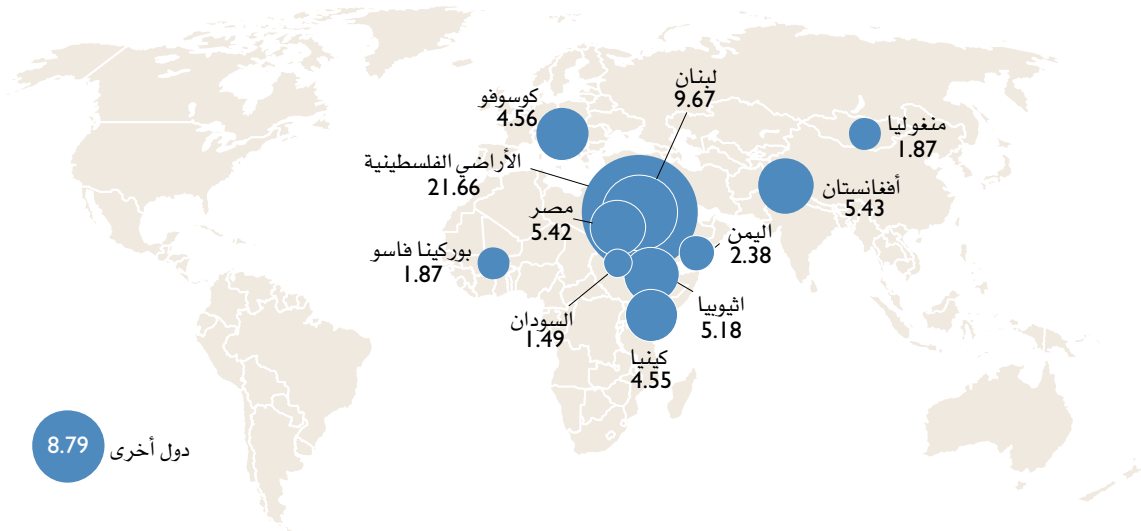 لبنان
9.67
كوسوفو
4.56
منغوليا
1.87
الأراضي الفلسطينية
21.66
أفغانستان
5.43
مصر
5.42
اليمن
2.38
بوركينا فاسو
1.87
اثيوبيا
5.18
السودان
1.49
كينيا
4.55
دول أخرى 8.79